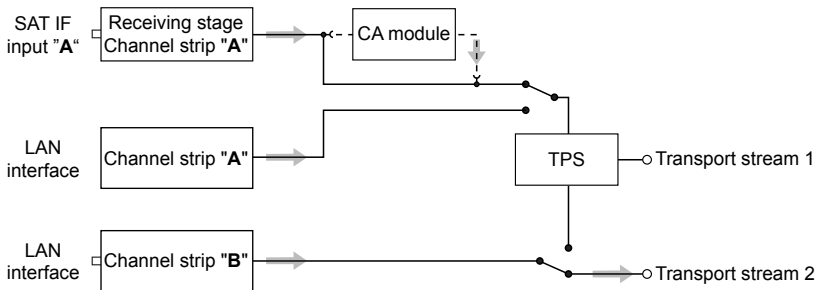 SAT IF
input "A“
Receiving stage
Channel strip "A"
CA module
LAN
interface
Channel strip "A"
TPS
Transport stream 1
LAN
interface
Channel strip "B"
Transport stream 2